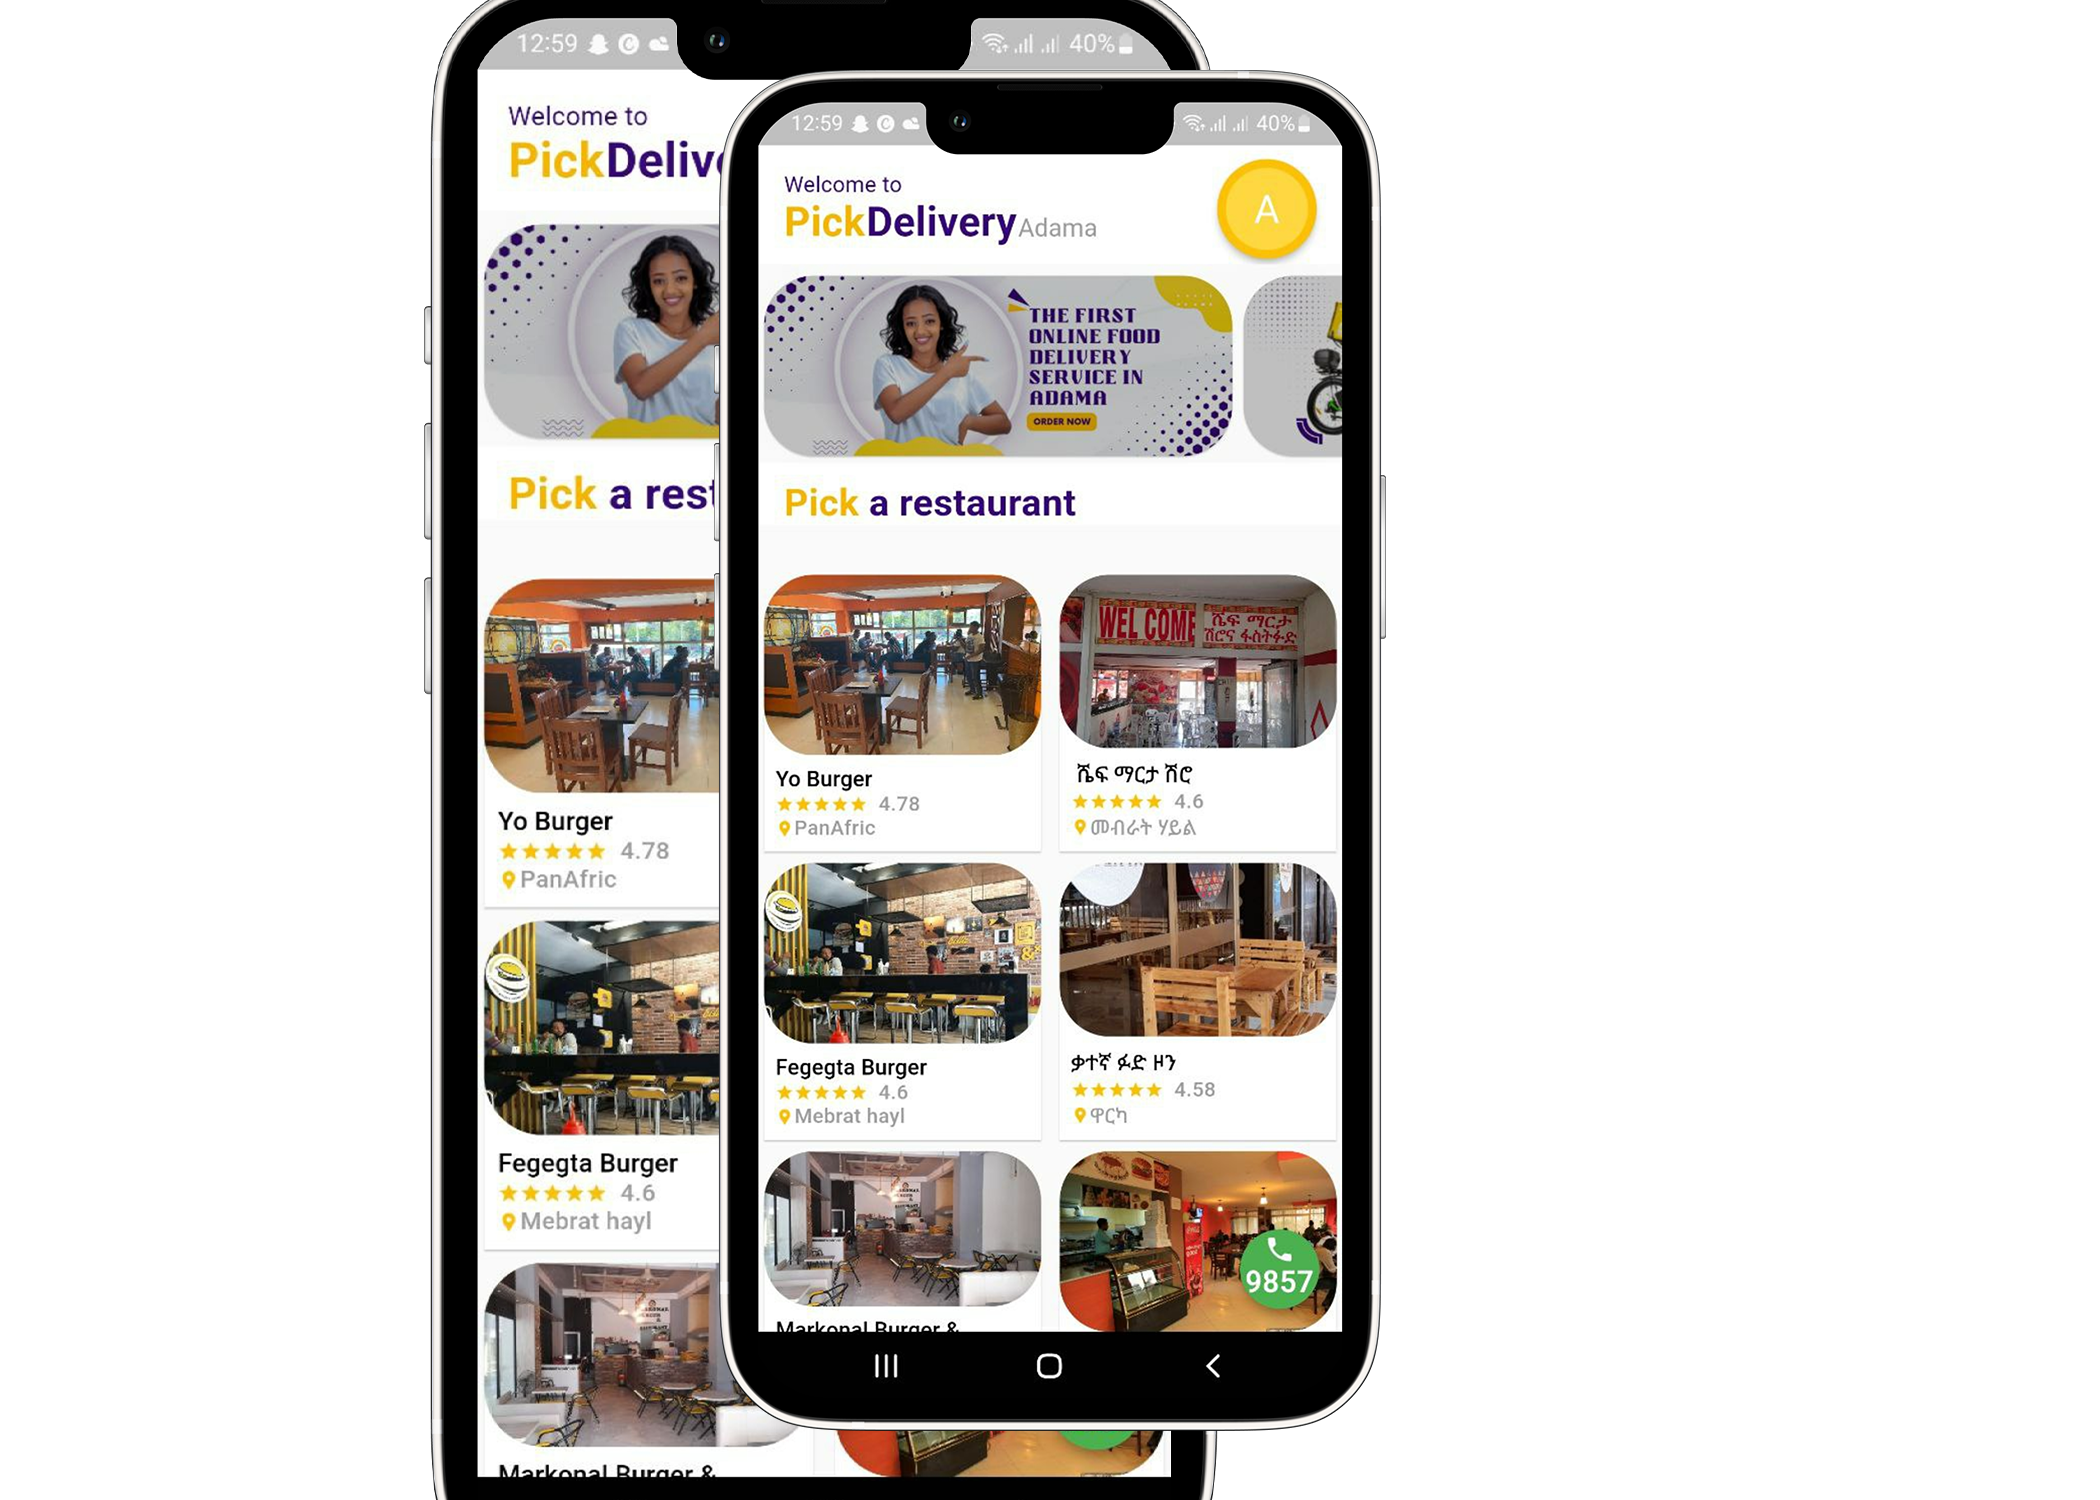 12:59
40%
Welcome to
PickDelive
Pick a rest
Yo Burger
4.78
PanAfric
Fegegta Burger
4.6
Mebrat hayl
Markonal Burger &
12:59
40%
Welcome to
PickDelivery Adama
A
THE FIRST
ONLINE FOOD
DELIVERY
SERVICE IN
ADAMA
ORDER NOW
Pick a restaurant
WEL COME
ሼፍ ማርታ
ሽሮና ፋስትፉድ
Yo Burger
4.78
PanAfric
ሼፍ ማርታ ሽሮ
4.6
መብራት ሃይል
Fegegta Burger
4.6
Mebrat hayl
ቃተኛ ፉድ ዞን
4.58
ዋርካ
Markonal Burger &
9857